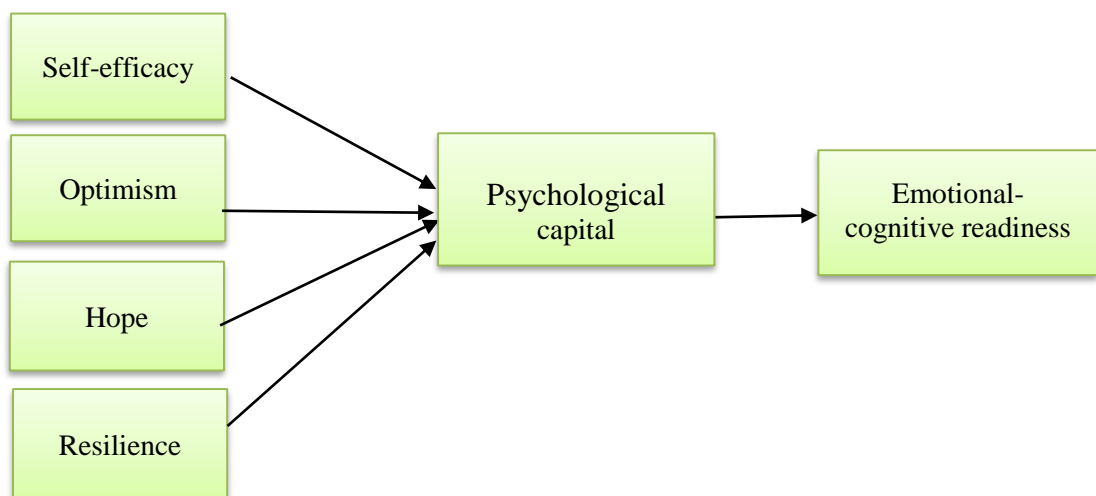 Self-efficacy
Optimism
Hope
Resilience
Psychological
capital
Emotional-
cognitive readiness